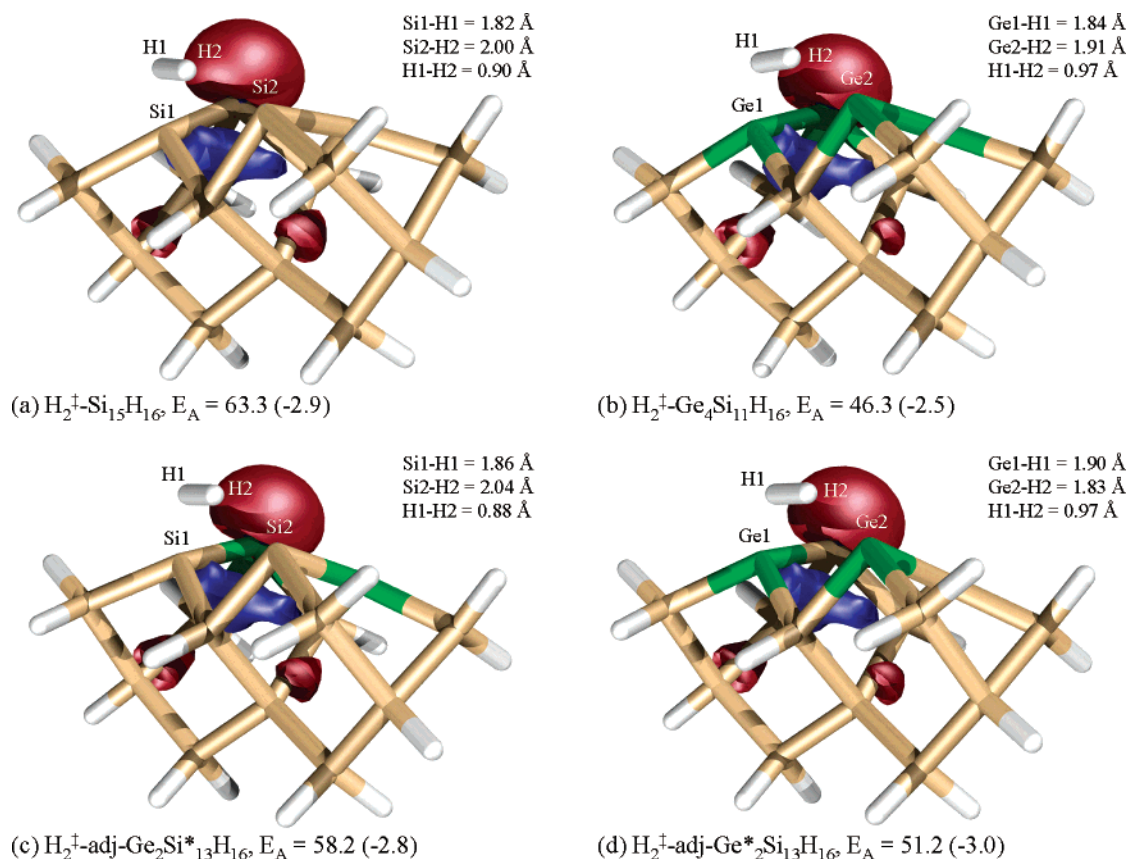 Si1-H1 = 1.82 Å
Si2-H2 = 2.00 Å
H1-H2 = 0.90 Å
H1
H2
Si2
Si1
(a) H₂‡-Si₁₅H₁₆, E_A = 63.3 (-2.9)
Ge1-H1 = 1.84 Å
Ge2-H2 = 1.91 Å
H1-H2 = 0.97 Å
H1
H2
Ge2
Ge1
(b) H₂‡-Ge₄Si₁₁H₁₆, E_A = 46.3 (-2.5)
Si1-H1 = 1.86 Å
Si2-H2 = 2.04 Å
H1-H2 = 0.88 Å
H1
H2
Si2
Si1
(c) H₂‡-adj-Ge₂Si*₁₃H₁₆, E_A = 58.2 (-2.8)
Ge1-H1 = 1.90 Å
Ge2-H2 = 1.83 Å
H1-H2 = 0.97 Å
H1
H2
Ge2
Ge1
(d) H₂‡-adj-Ge*₂Si₁₃H₁₆, E_A = 51.2 (-3.0)